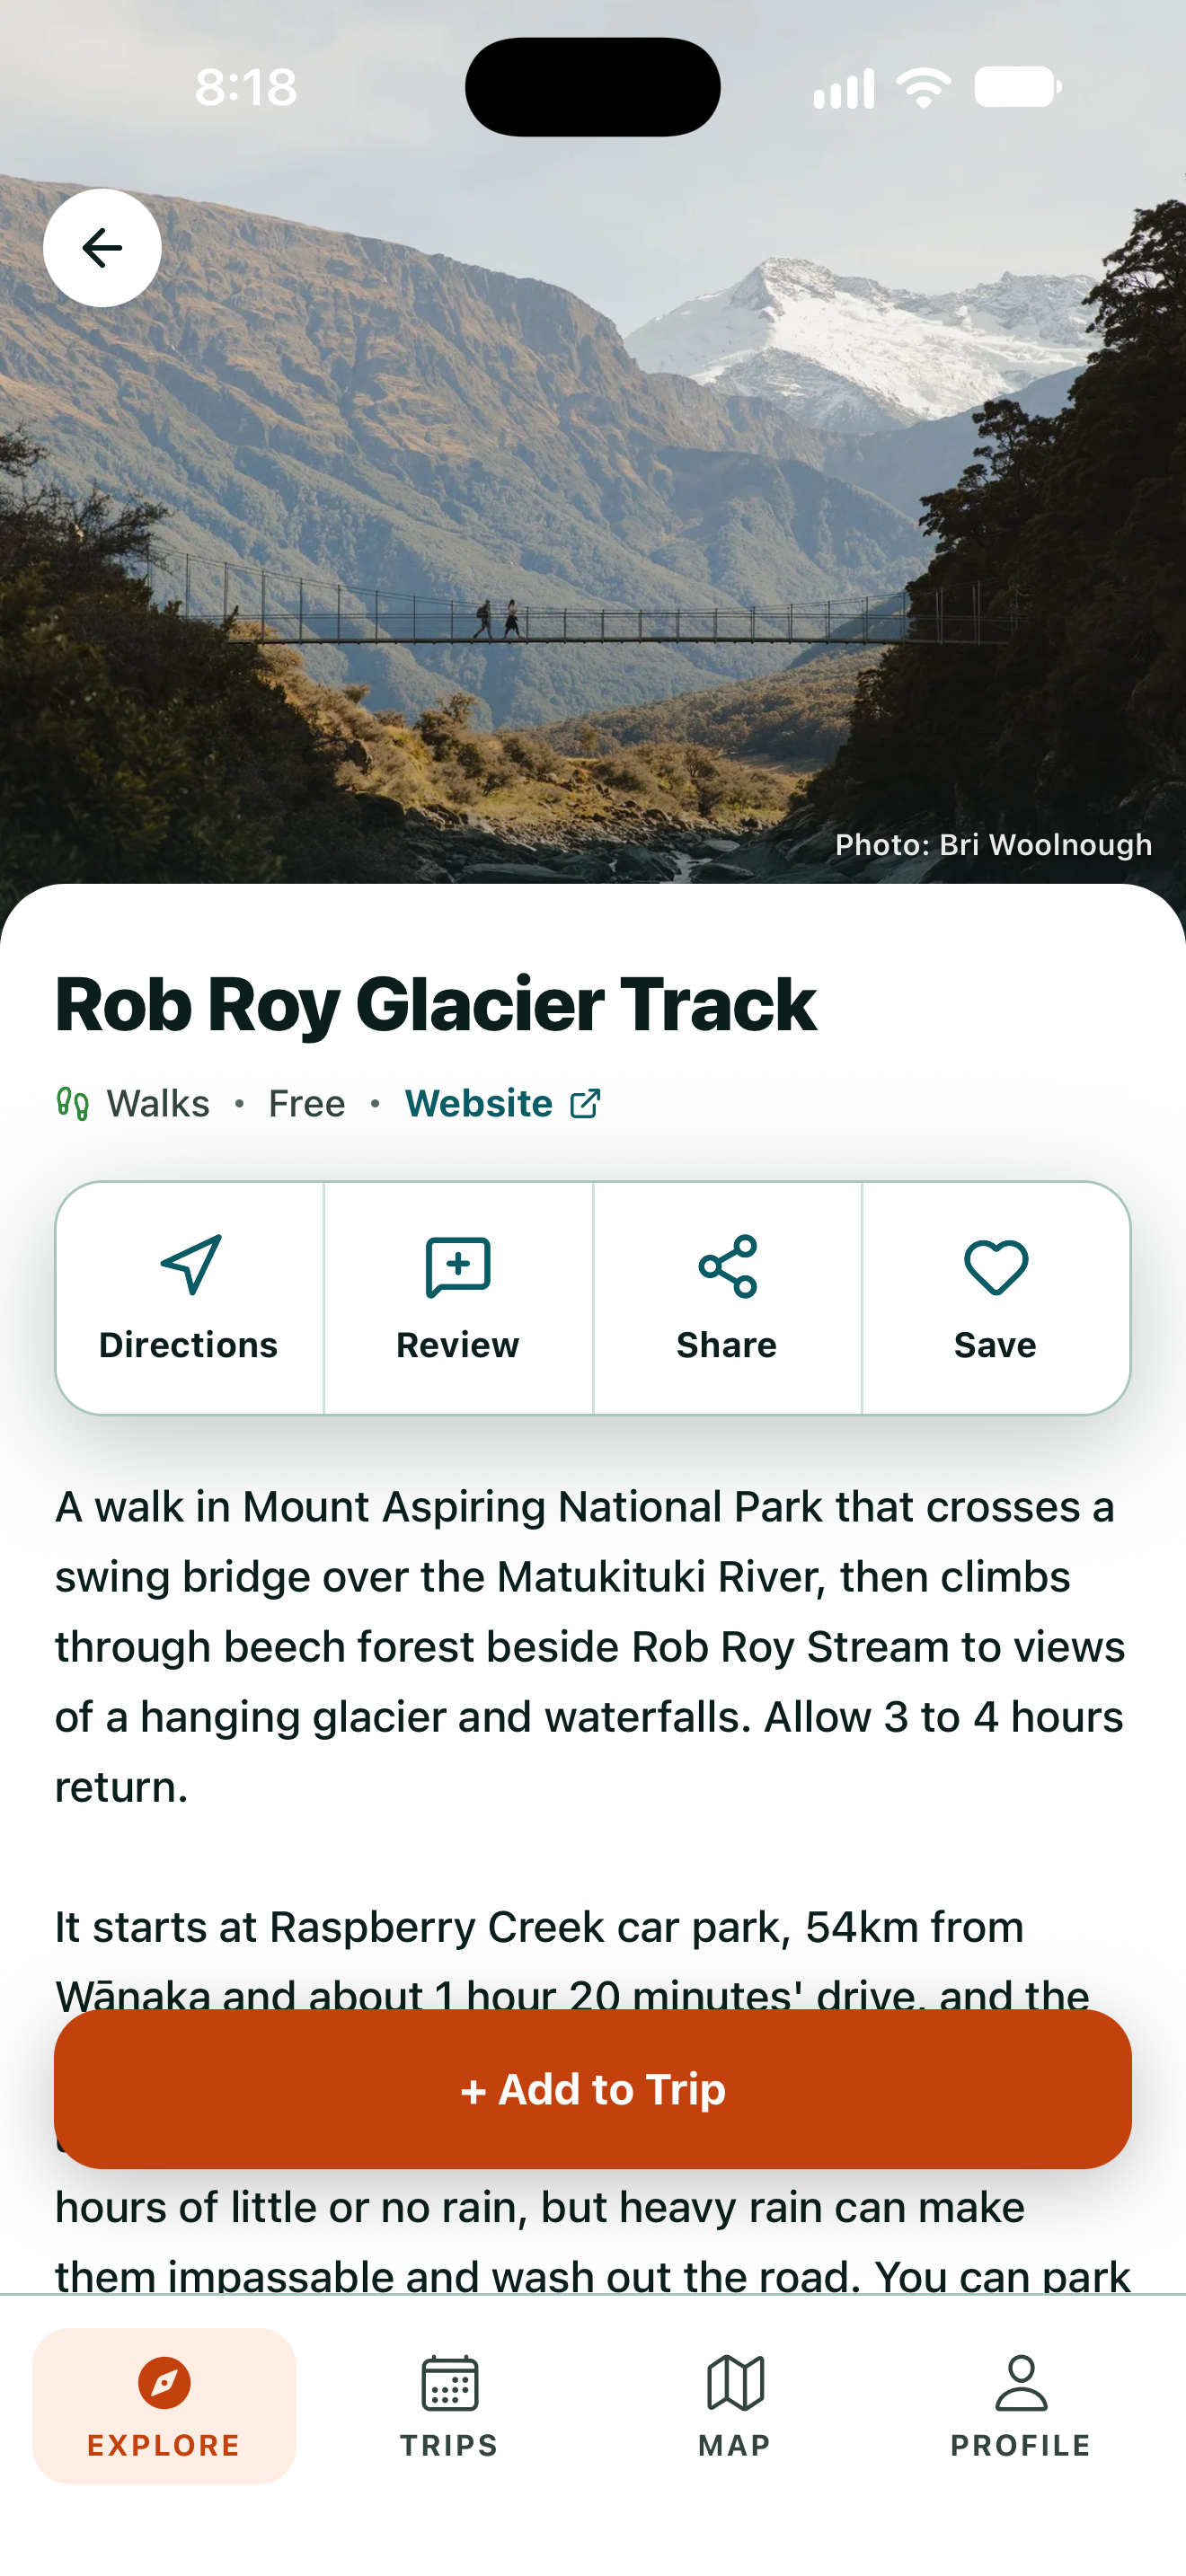 8:18
Photo: Bri Woolnough
Rob Roy Glacier Track
Walks • Free • Website
Directions Review Share Save
A walk in Mount Aspiring National Park that crosses a
swing bridge over the Matukituki River, then climbs
through beech forest beside Rob Roy Stream to views
of a hanging glacier and waterfalls. Allow 3 to 4 hours
return.
It starts at Raspberry Creek car park, 54km from
Wānaka and about 1 hour 20 minutes' drive, and the
+ Add to Trip
hours of little or no rain, but heavy rain can make
them impassable and wash out the road. You can park
EXPLORE TRIPS MAP PROFILE